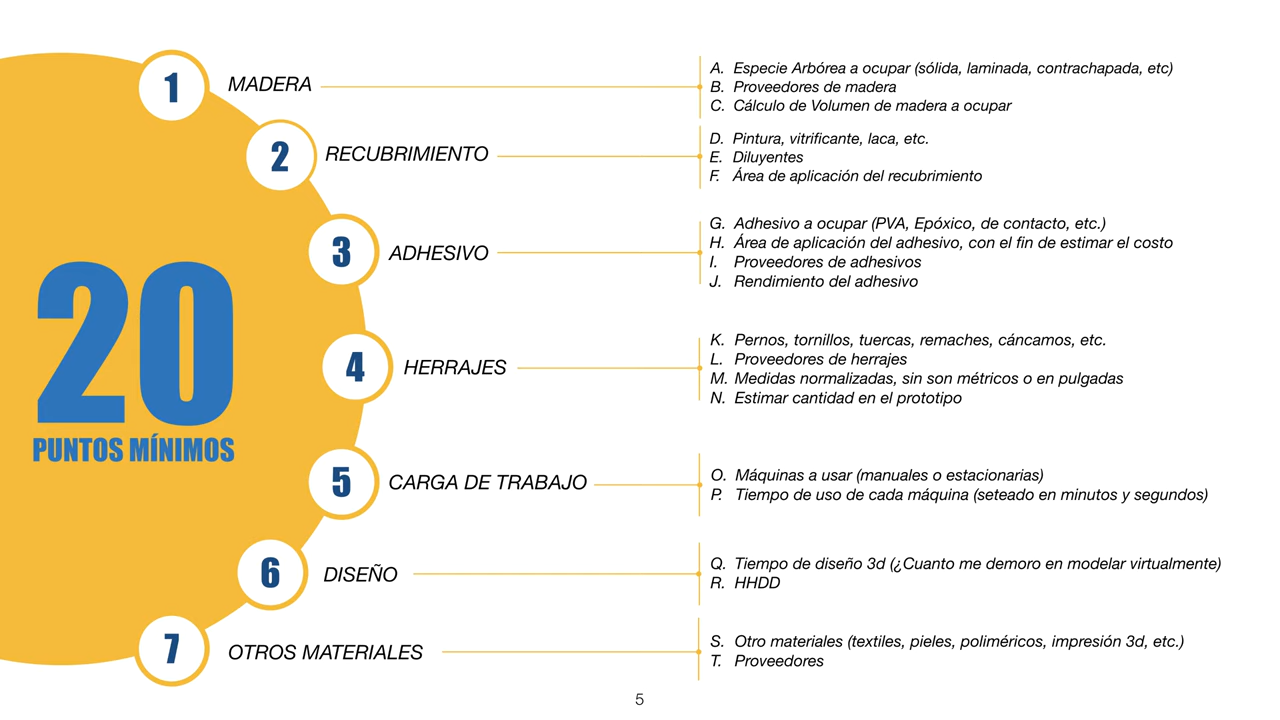 20
PUNTOS MÍNIMOS
1
MADERA
A. Especie Arbórea a ocupar (sólida, laminada, contrachapada, etc)
B. Proveedores de madera
C. Cálculo de Volumen de madera a ocupar
2
RECUBRIMIENTO
D. Pintura, vitrificante, laca, etc.
E. Diluyentes
F. Área de aplicación del recubrimiento
3
ADHESIVO
G. Adhesivo a ocupar (PVA, Epóxico, de contacto, etc.)
H. Área de aplicación del adhesivo, con el fin de estimar el costo
I. Proveedores de adhesivos
J. Rendimiento del adhesivo
4
HERRAJES
K. Pernos, tornillos, tuercas, remaches, cáncamos, etc.
L. Proveedores de herrajes
M. Medidas normalizadas, sin son métricos o en pulgadas
N. Estimar cantidad en el prototipo
5
CARGA DE TRABAJO
O. Máquinas a usar (manuales o estacionarias)
P. Tiempo de uso de cada máquina (seteado en minutos y segundos)
6
DISEÑO
Q. Tiempo de diseño 3d (¿Cuanto me demoro en modelar virtualmente)
R. HHDD
7
OTROS MATERIALES
S. Otro materiales (textiles, pieles, poliméricos, impresión 3d, etc.)
T. Proveedores
5